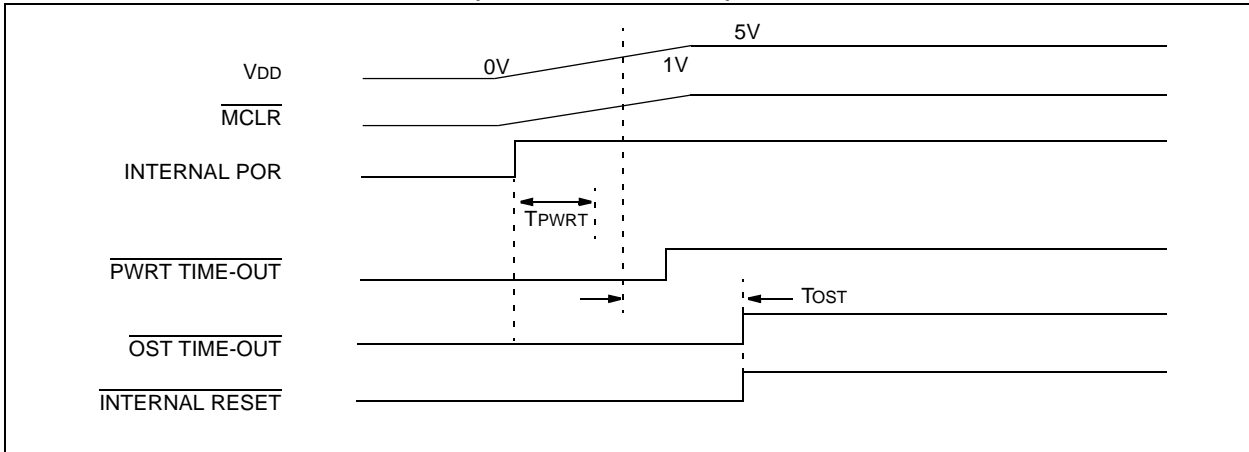 5V
VDD
0V
1V
MCLR
INTERNAL POR
TPWRT
PWRT TIME-OUT
TOST
OST TIME-OUT
INTERNAL RESET